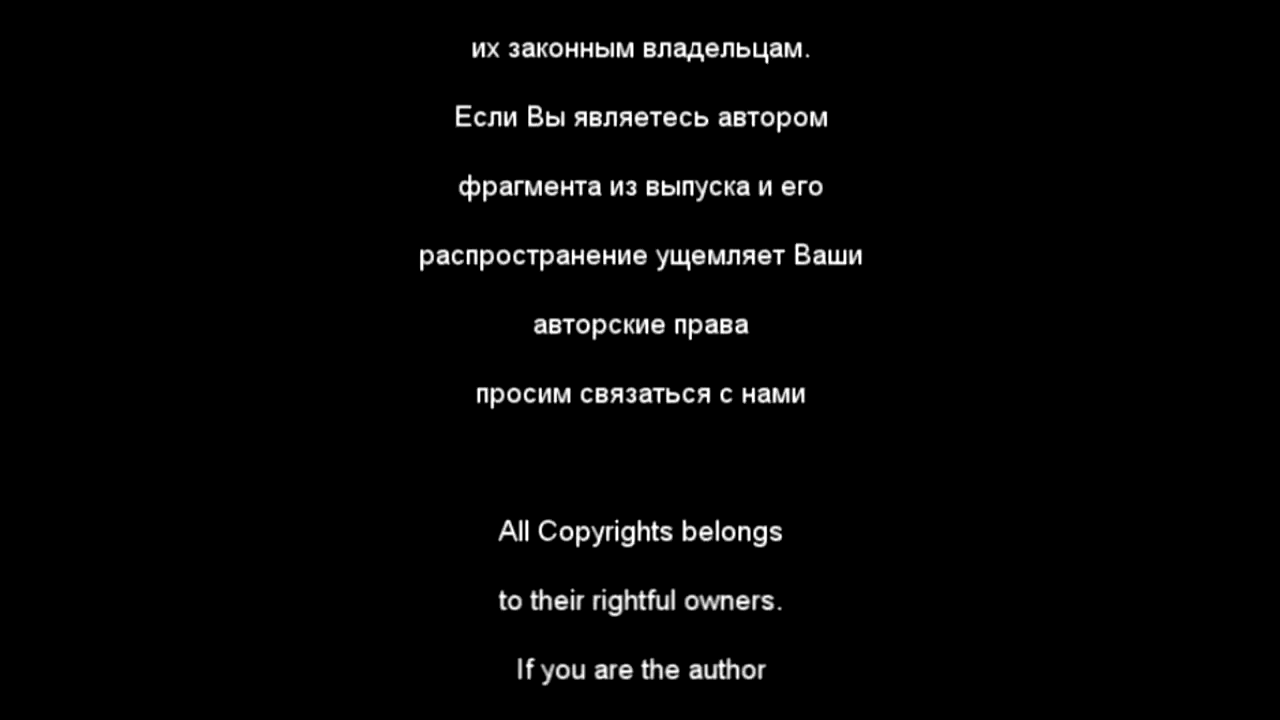 их законным владельцам.
Если Вы являетесь автором
фрагмента из выпуска и его
распространение ущемляет Ваши
авторские права
просим связаться с нами
All Copyrights belongs
to their rightful owners.
If you are the author